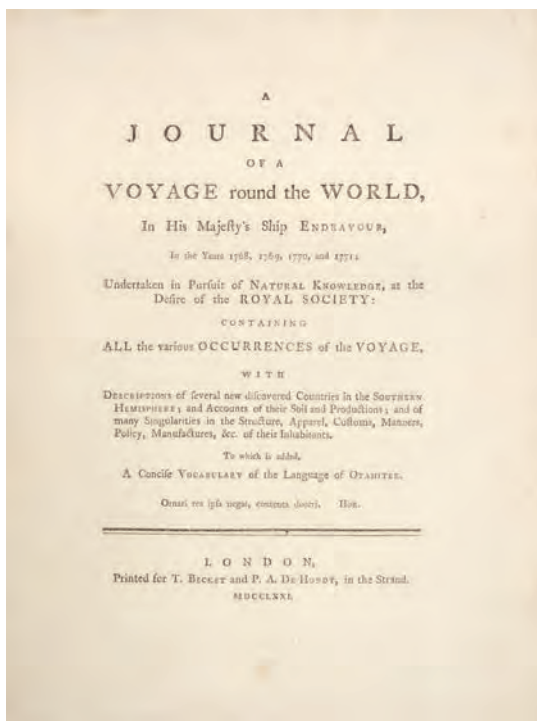 A
JOURNAL
OF A
VOYAGE round the WORLD,
In His Majeſty's Ship ENDEAVOUR,
In the Years 1768, 1769, 1770, and 1771;
Undertaken in Purſuit of NATURAL KNOWLEDGE, at the
Deſire of the ROYAL SOCIETY:
CONTAINING
ALL the various OCCURRENCES of the VOYAGE,
WITH
DESCRIPTIONS of ſeveral new diſcovered Countries in the SOUTHERN
HEMISPHERE; and Accounts of their Soil and Productions; and of
many Singularities in the Structure, Apparel, Cuſtoms, Manners,
Policy, Manufactures, &c. of their Inhabitants.
To which is added,
A Conciſe VOCABULARY of the Language of OTAHITEE.
Ornari res ipſa negat, contenta doceri. HOR.
LONDON,
Printed for T. BECKET and P. A. DE HONDT, in the Strand.
MDCCLXXI.